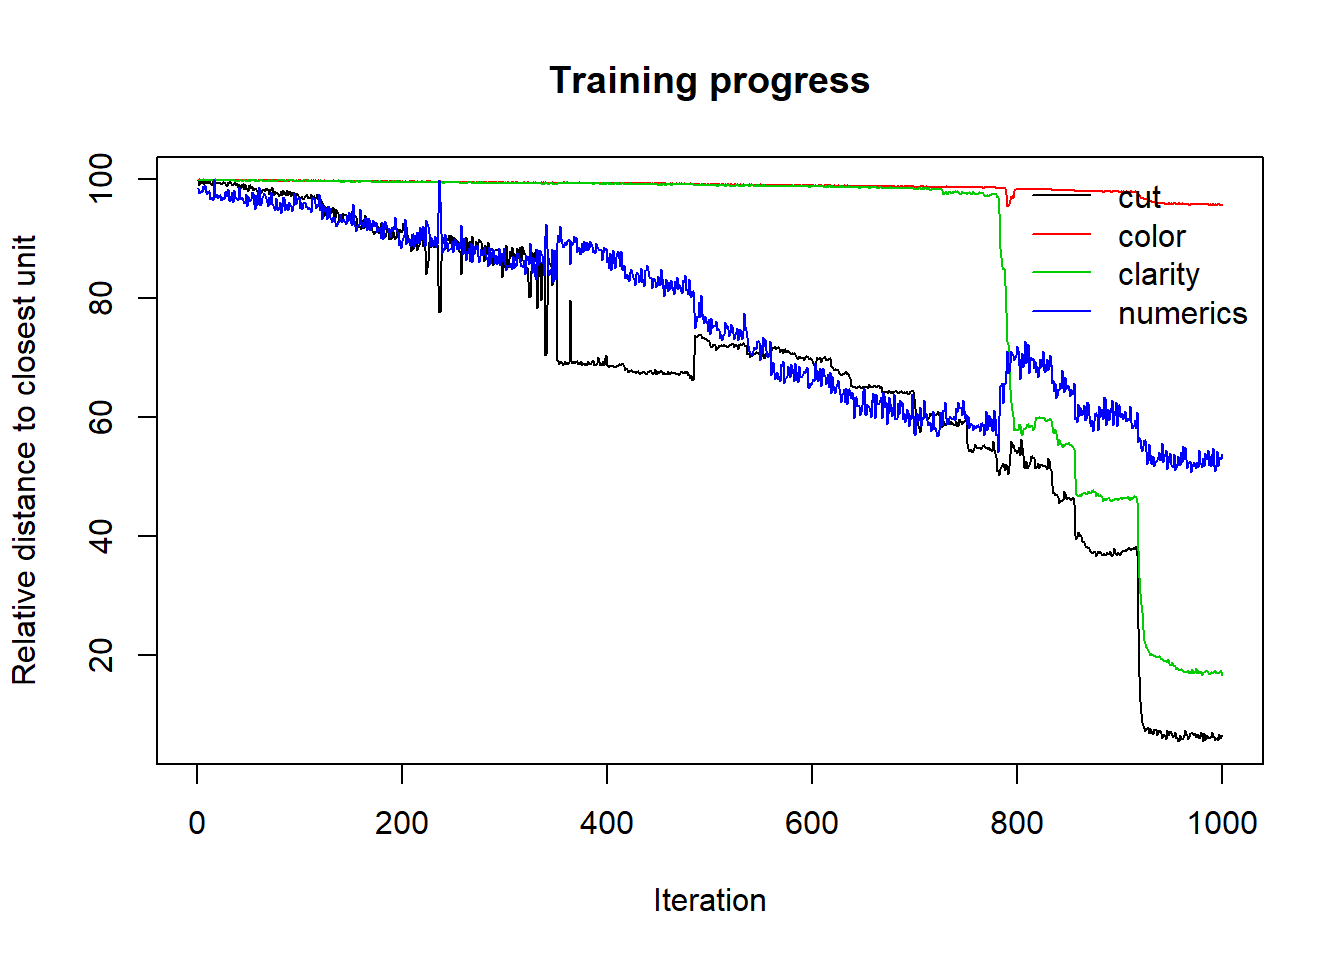 Training progress
Relative distance to closest unit
100
80
60
40
20
cut
color
clarity
numerics
0 200 400 600 800 1000
Iteration